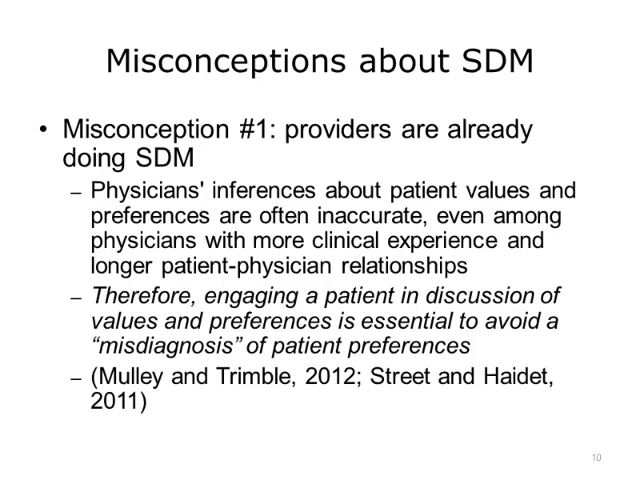 Misconceptions about SDM
• Misconception #1: providers are already
doing SDM
– Physicians' inferences about patient values and
preferences are often inaccurate, even among
physicians with more clinical experience and
longer patient-physician relationships
– Therefore, engaging a patient in discussion of
values and preferences is essential to avoid a
“misdiagnosis” of patient preferences
– (Mulley and Trimble, 2012; Street and Haidet,
2011)
10